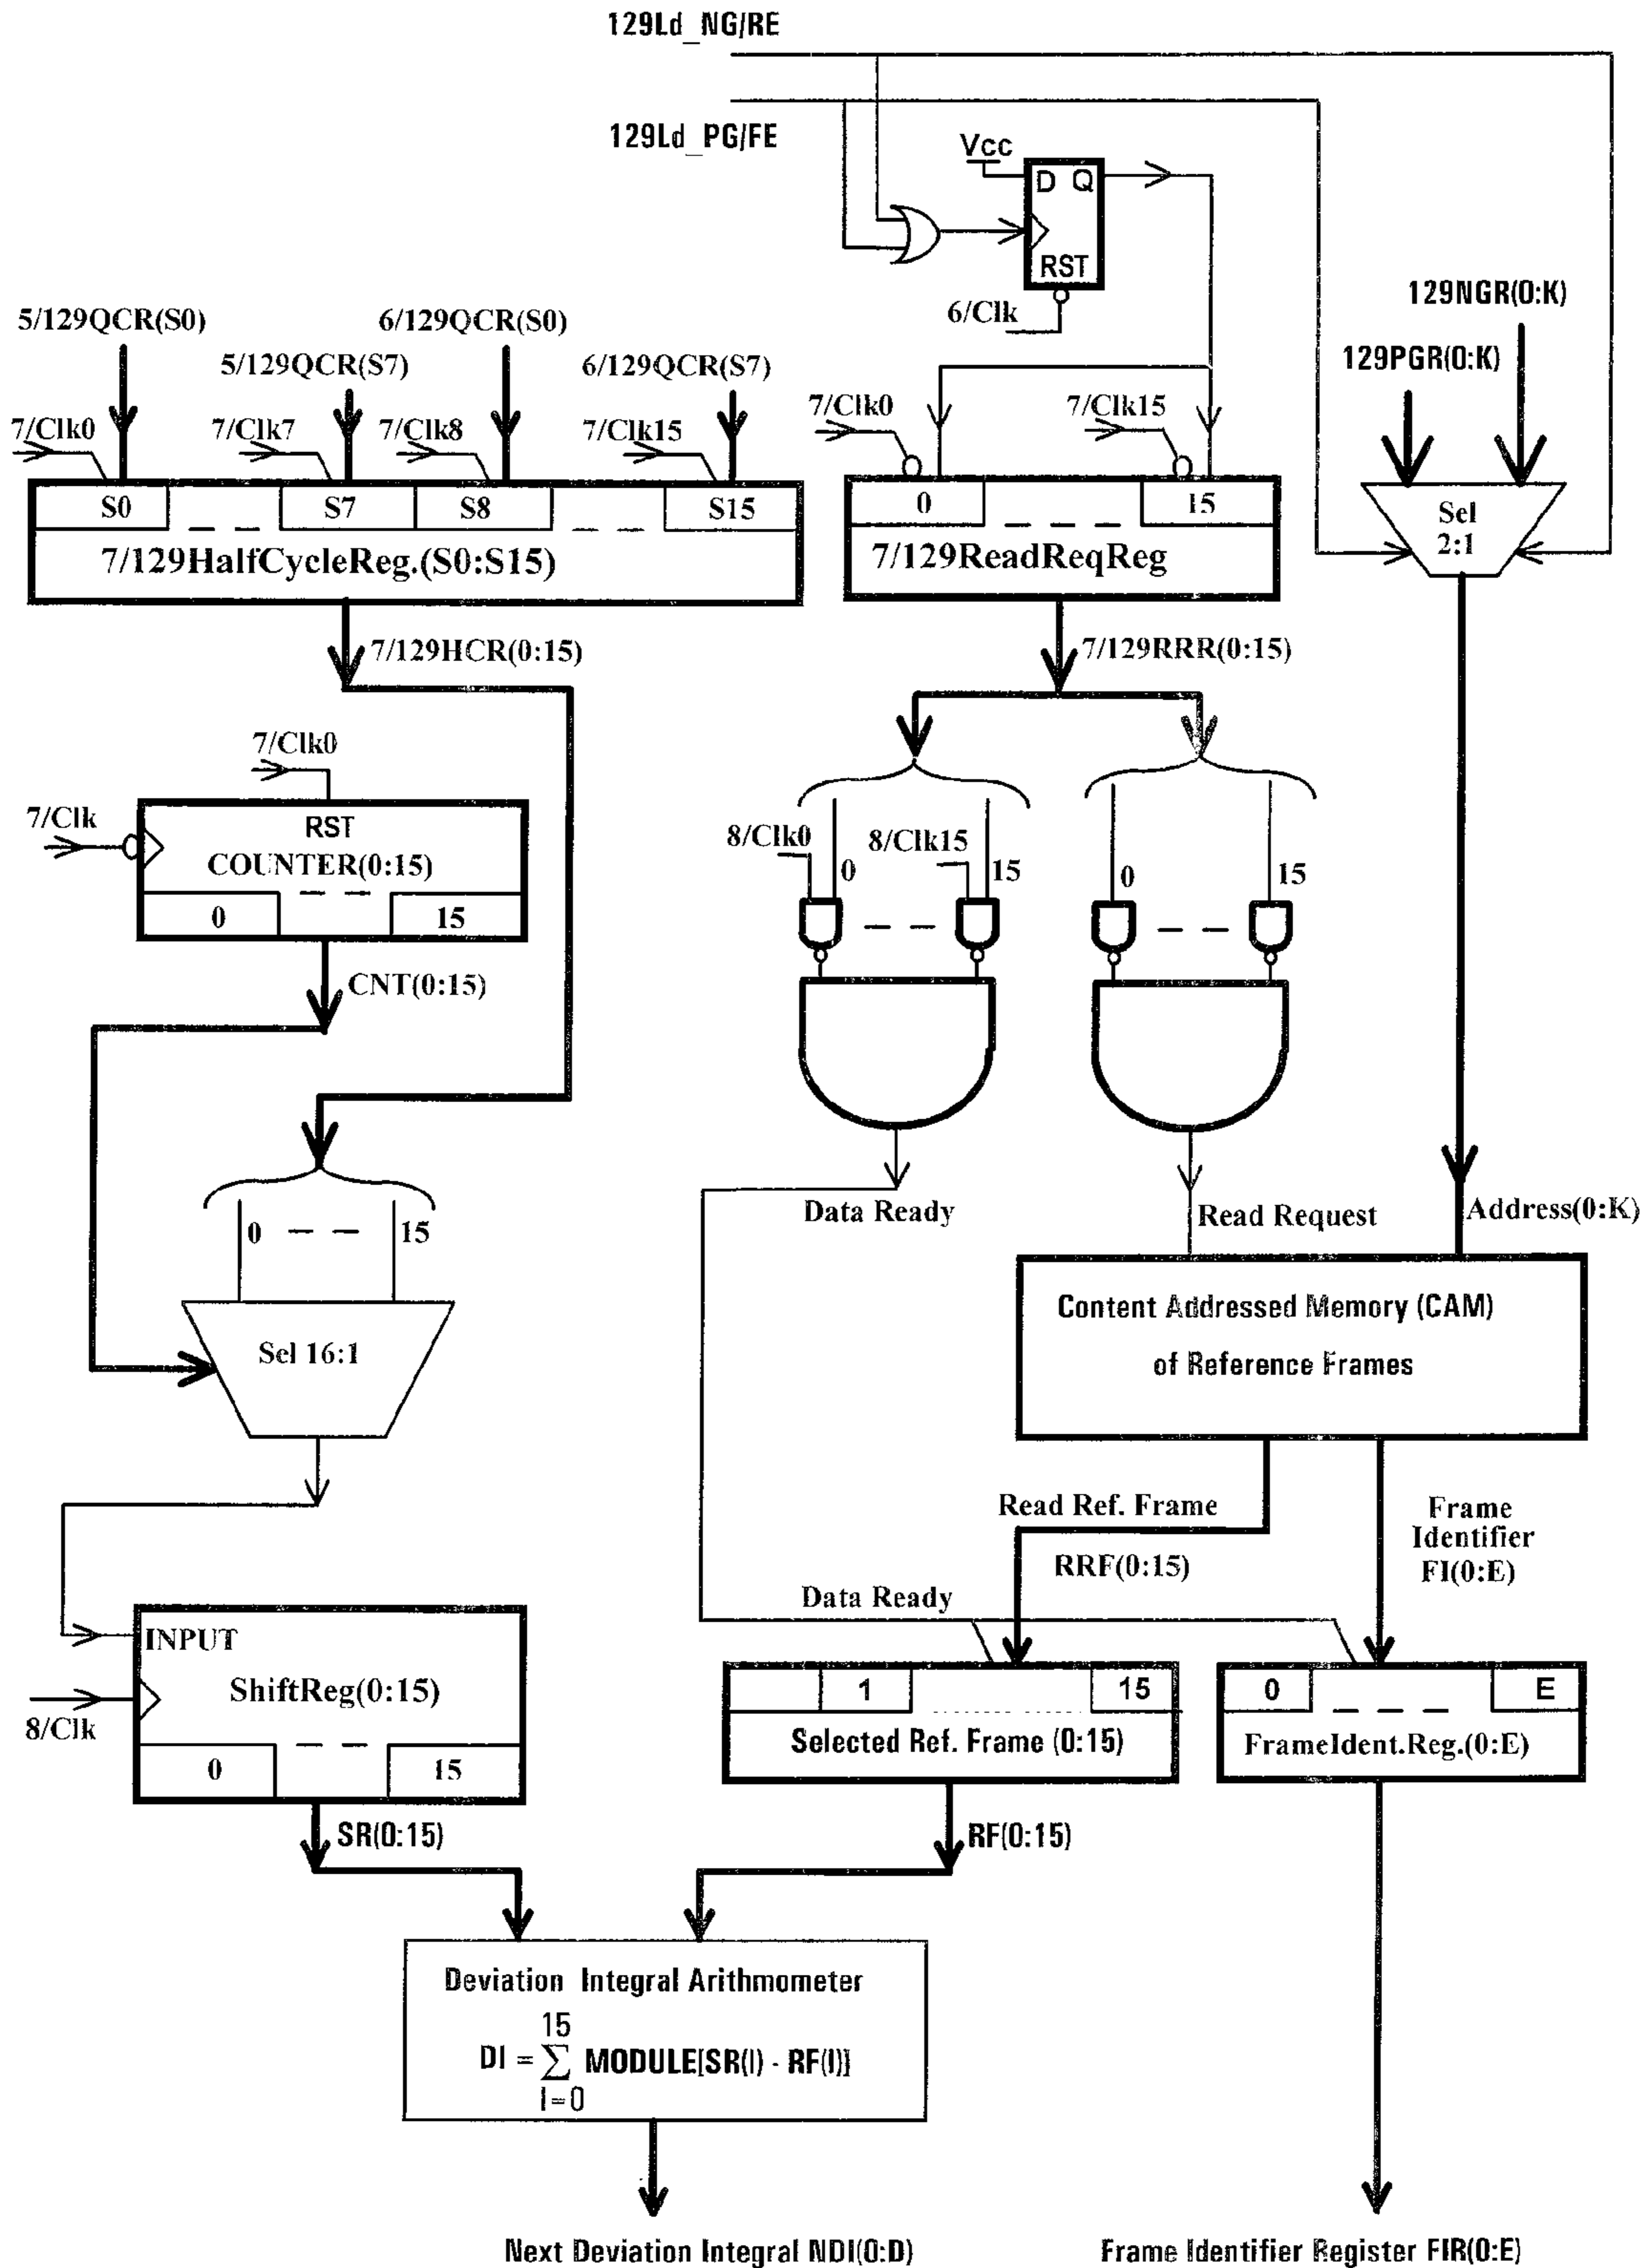 129Ld_NG/RE
129Ld_PG/FE
Vcc
D Q
RST
6/Clk
129NGR(0:K)
129PGR(0:K)
5/129QCR(S0)
6/129QCR(S0)
5/129QCR(S7)
6/129QCR(S7)
7/Clk0
7/Clk7
7/Clk8
7/Clk15
7/Clk0
7/Clk15
S0
S7
S8
S15
7/129HalfCycleReg.(S0:S15)
0
15
7/129ReadReqReg
Sel
2:1
7/129HCR(0:15)
7/129RRR(0:15)
7/Clk0
7/Clk
RST
COUNTER(0:15)
0
15
8/Clk0
8/Clk15
0
15
0
15
CNT(0:15)
0
15
Data Ready
Read Request
Address(0:K)
Sel 16:1
Content Addressed Memory (CAM)
of Reference Frames
Read Ref. Frame
RRF(0:15)
Frame
Identifier
FI(0:E)
Data Ready
INPUT
ShiftReg(0:15)
8/Clk
0
15
1
15
Selected Ref. Frame (0:15)
0
E
FrameIdent.Reg.(0:E)
SR(0:15)
RF(0:15)
Deviation Integral Arithmometer
15
DI = ∑ MODULE[SR(I) - RF(I)]
I=0
Next Deviation Integral NDI(0:D)
Frame Identifier Register FIR(0:E)